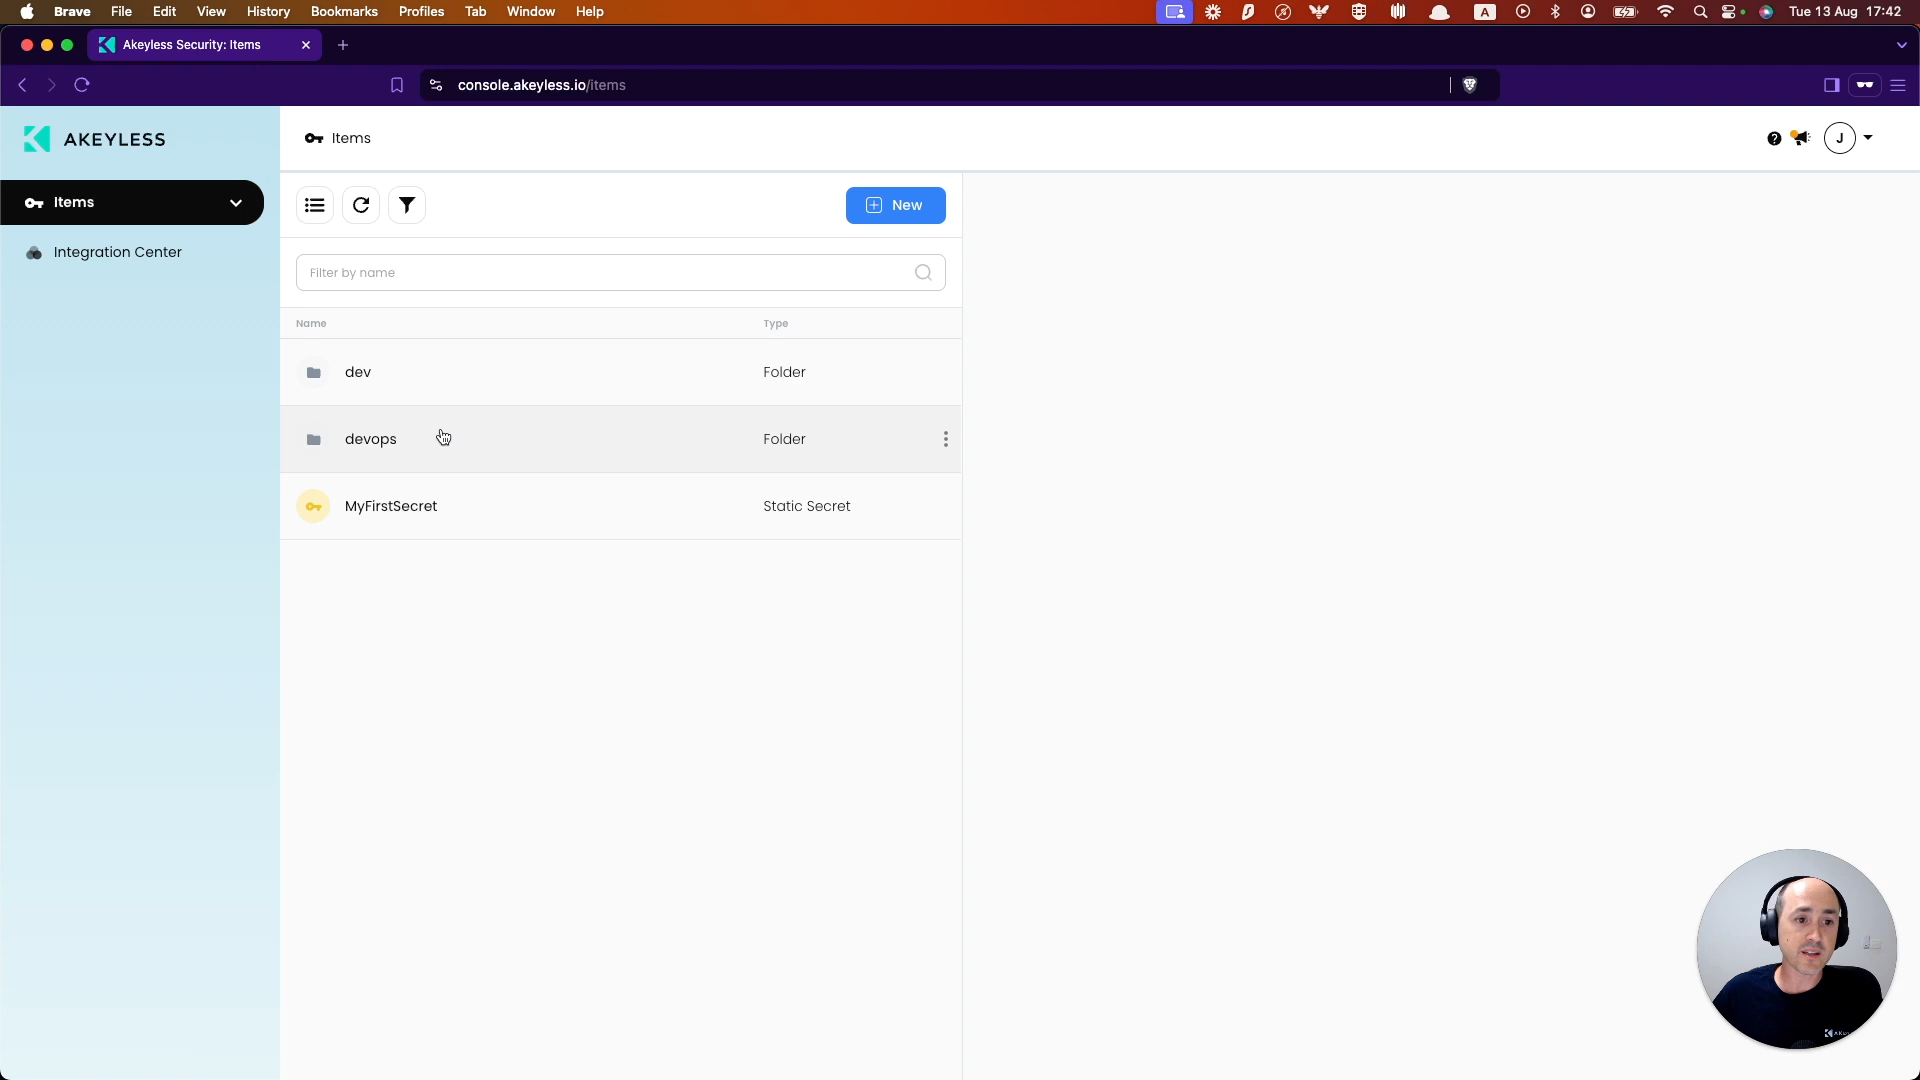 Brave File Edit View History Bookmarks Profiles Tab Window Help
A
Tue 13 Aug 17:42
Akeyless Security: Items
console.akeyless.io/items
AKEYLESS
Items
J
Items
New
Integration Center
Filter by name
Name Type
dev Folder
devops Folder
MyFirstSecret Static Secret